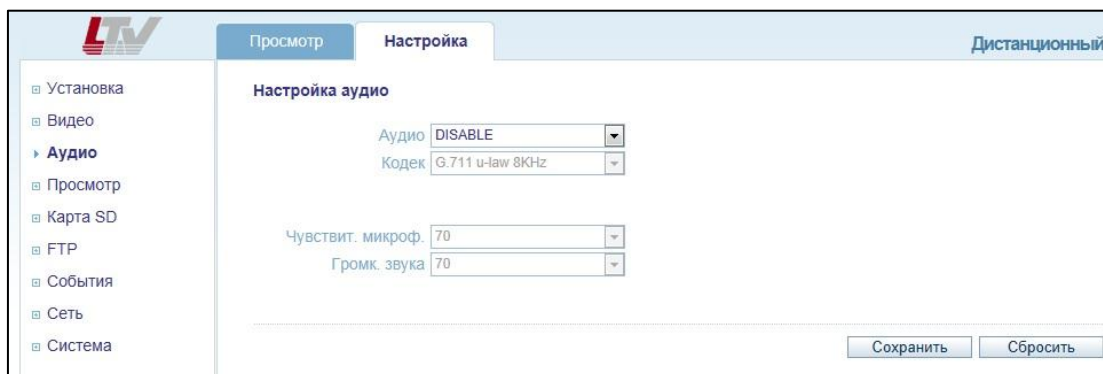 LTV
Просмотр
Настройка
Дистанционный
Установка
Видео
Аудио
Просмотр
Карта SD
FTP
События
Сеть
Система
Настройка аудио
Аудио DISABLE
Кодек G.711 u-law 8KHz
Чувствит. микроф. 70
Громк. звука 70
Сохранить
Сбросить